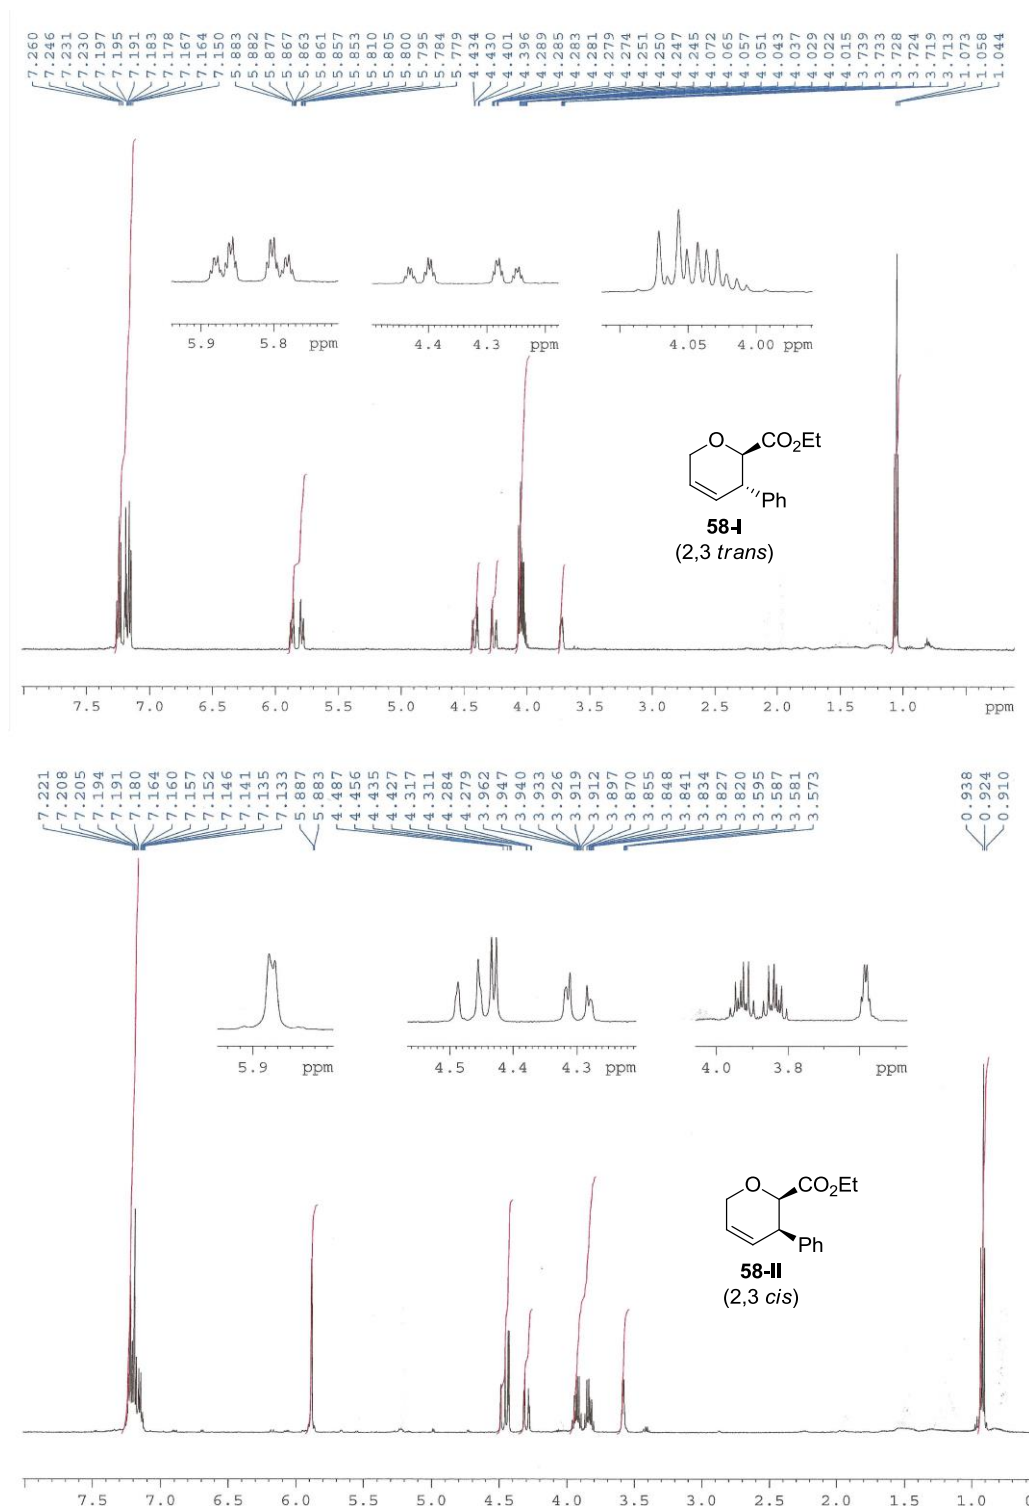 7.260 7.246 7.231 7.230 7.197 7.195 7.191 7.183 7.178 7.167 7.164 7.150 5.883 5.882 5.877 5.867 5.863 5.861 5.857 5.853 5.810 5.805 5.800 5.795 5.784 5.779 4.434 4.430 4.401 4.396 4.289 4.285 4.283 4.281 4.279 4.274 4.251 4.250 4.247 4.245 4.072 4.065 4.057 4.051 4.043 4.037 4.029 4.022 4.015 3.739 3.733 3.728 3.724 3.719 3.713 1.073 1.058 1.044
5.9 5.8 ppm 4.4 4.3 ppm 4.05 4.00 ppm
O CO2Et
Ph
58-I
(2,3 trans)
7.5 7.0 6.5 6.0 5.5 5.0 4.5 4.0 3.5 3.0 2.5 2.0 1.5 1.0 ppm
7.221 7.208 7.205 7.194 7.191 7.180 7.164 7.160 7.157 7.152 7.146 7.141 7.135 7.133 5.887 5.883 4.487 4.456 4.435 4.427 4.317 4.311 4.284 4.279 3.962 3.947 3.940 3.933 3.926 3.919 3.912 3.897 3.870 3.855 3.848 3.841 3.834 3.827 3.820 3.595 3.587 3.581 3.573 0.938 0.924 0.910
5.9 ppm 4.5 4.4 4.3 ppm 4.0 3.8 ppm
O CO2Et
Ph
58-II
(2,3 cis)
7.5 7.0 6.5 6.0 5.5 5.0 4.5 4.0 3.5 3.0 2.5 2.0 1.5 1.0